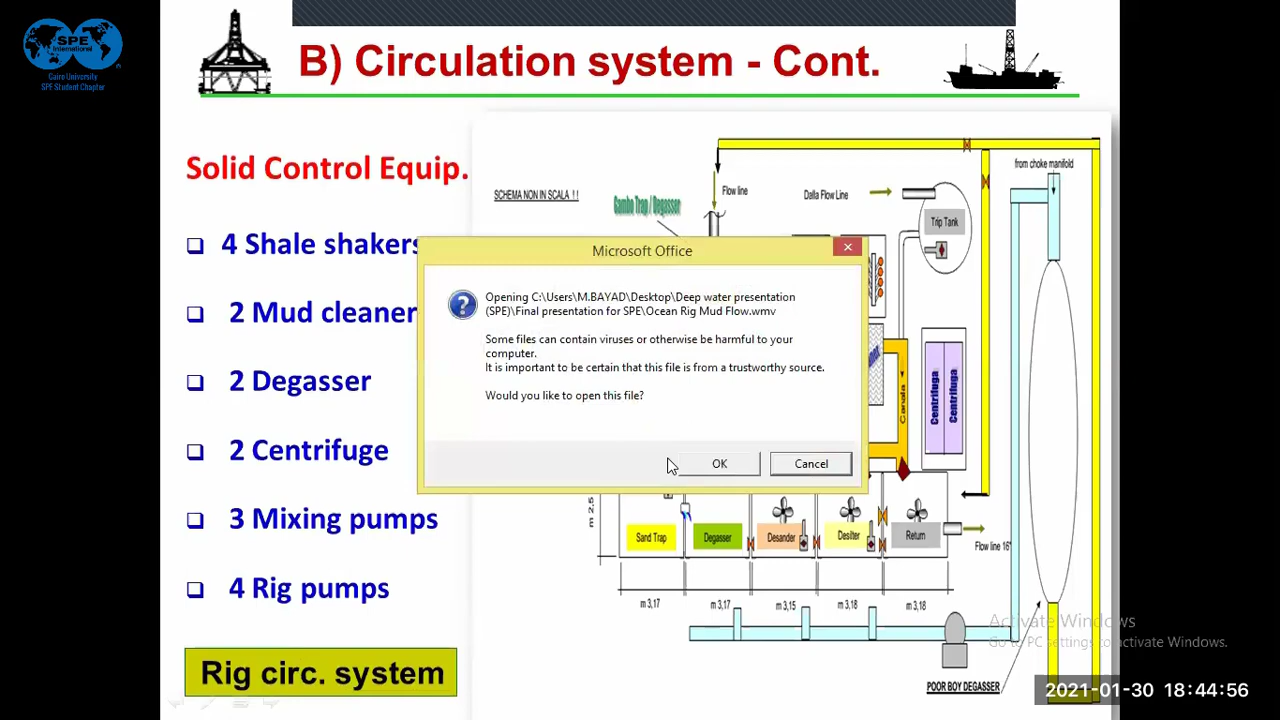 SPE
International
Cairo University
SPE Student Chapter
B) Circulation system - Cont.
Solid Control Equip.
4 Shale shakers
2 Mud cleaner
2 Degasser
2 Centrifuge
3 Mixing pumps
4 Rig pumps
Rig circ. system
from choke manifold
SCHEMA NON IN SCALA !!
Flow line
Dalla Flow Line
Gambo Trap / Degasser
Trip Tank
Microsoft Office
Opening C:\Users\M.BAYAD\Desktop\Deep water presentation
(SPE)\Final presentation for SPE\Ocean Rig Mud Flow.wmv
Some files can contain viruses or otherwise be harmful to your
computer.
It is important to be certain that this file is from a trustworthy source.
Would you like to open this file?
OK
Cancel
Canala
Centrifuga
Centrifuga
m 2,5
Sand Trap
Degasser
Desander
Desilter
Return
Flow line 16"
m 3,17
m 3,17
m 3,15
m 3,18
m 3,18
POOR BOY DEGASSER
Activate Windows
Go to PC settings to activate Windows.
2021-01-30 18:44:56